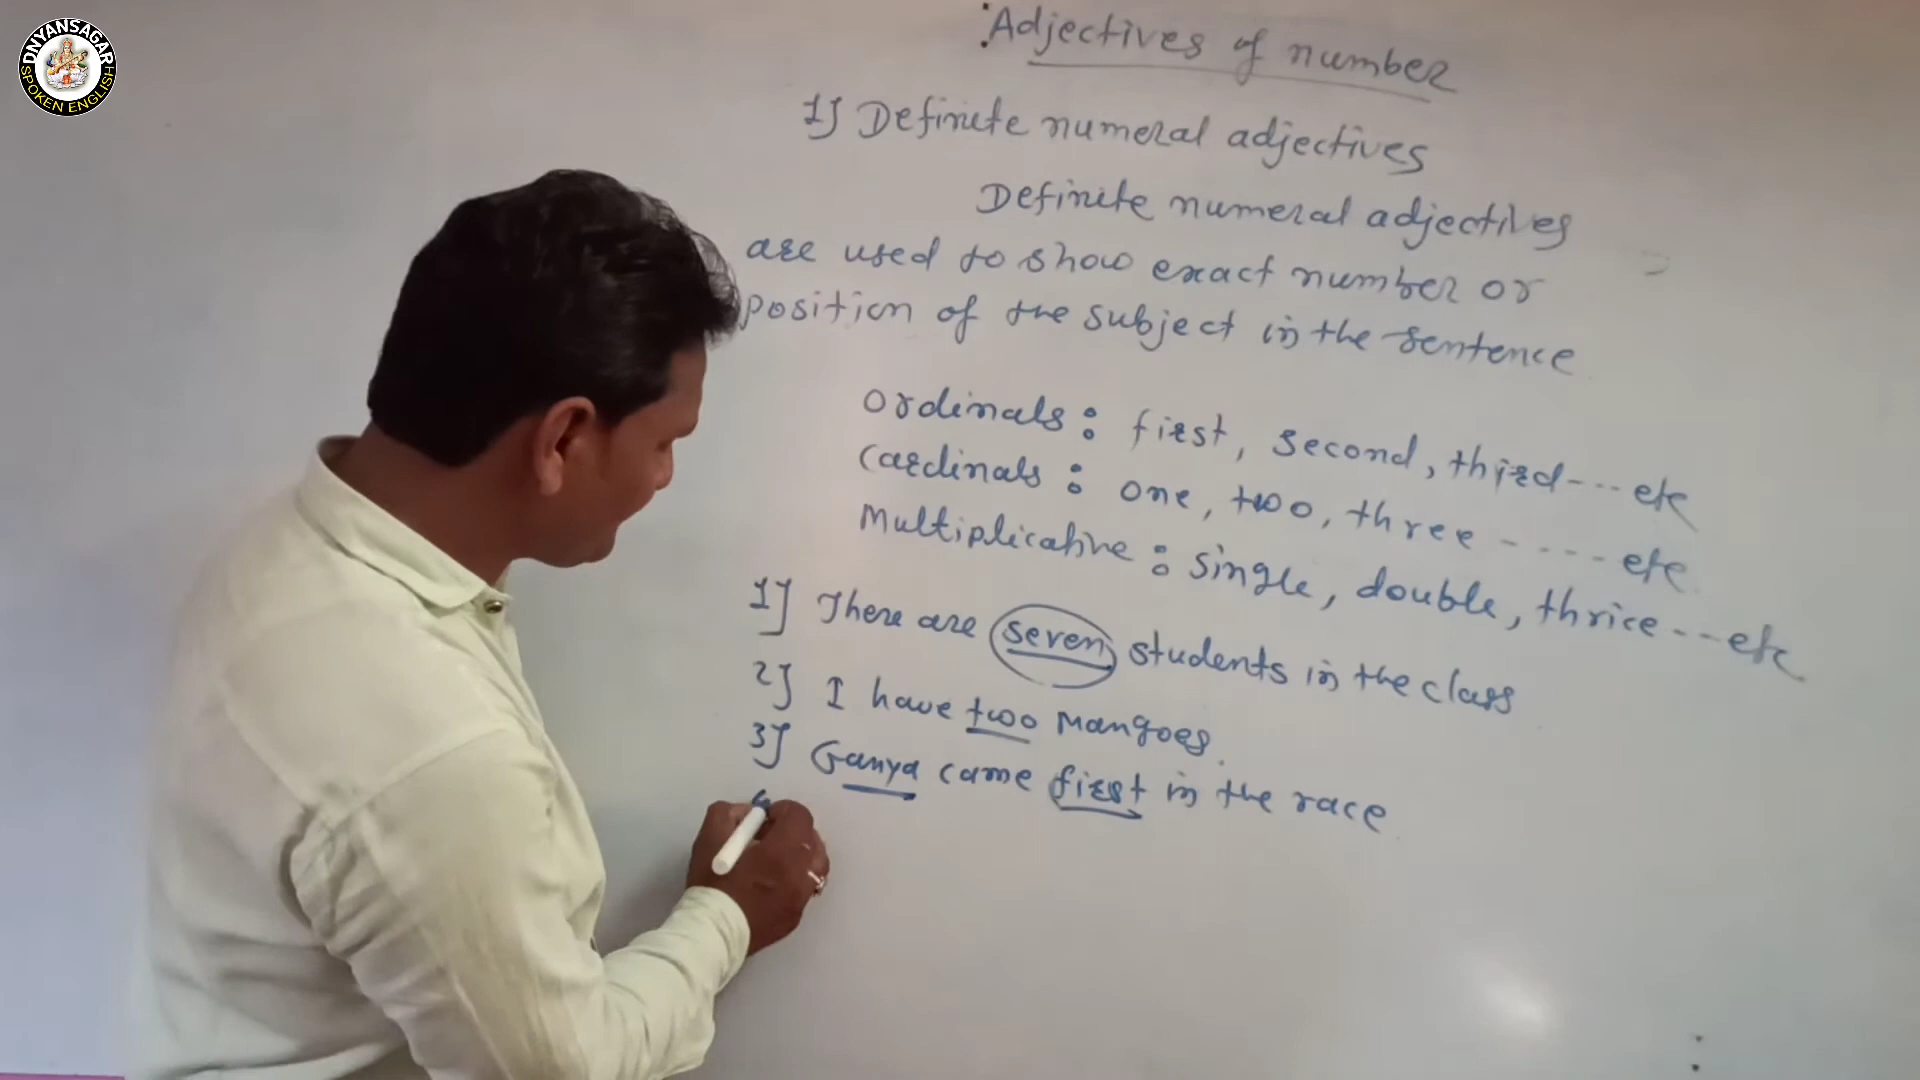 DNYANSAGAR
SPOKEN ENGLISH
Adjectives of number
1] Definite numeral adjectives
Definite numeral adjectives
are used to show exact number or
position of the subject in the sentence
Ordinals : first, second, third---etc
Cardinals : one, two, three ----- etc.
Multiplicative : single, double, thrice---etc
1] There are seven students in the class
2] I have two Mangoes.
3] Ganya came first in the race